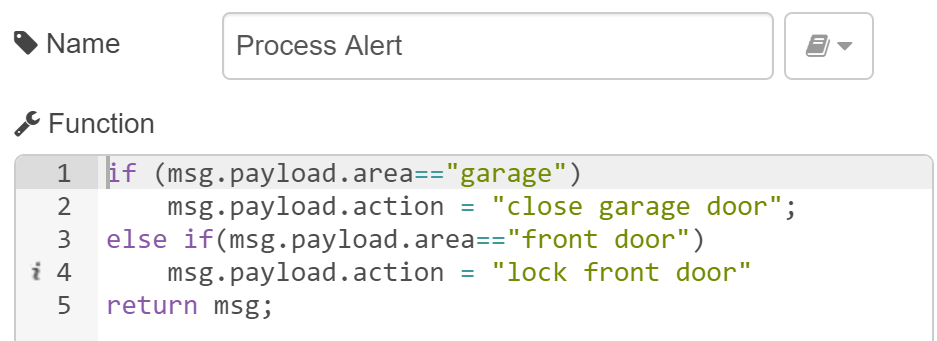 Name
Process Alert
Function
1 if (msg.payload.area=="garage")
2     msg.payload.action = "close garage door";
3 else if(msg.payload.area=="front door")
i 4     msg.payload.action = "lock front door"
5 return msg;